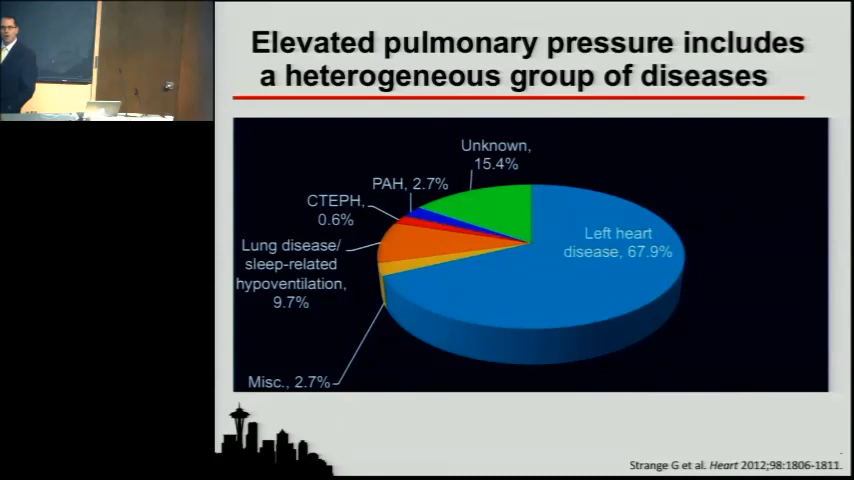 Elevated pulmonary pressure includes
a heterogeneous group of diseases
Unknown,
15.4%
PAH, 2.7%
CTEPH,
0.6%
Lung disease/
sleep-related
hypoventilation,
9.7%
Left heart
disease, 67.9%
Misc., 2.7%
Strange G et al. Heart 2012;98:1806-1811.